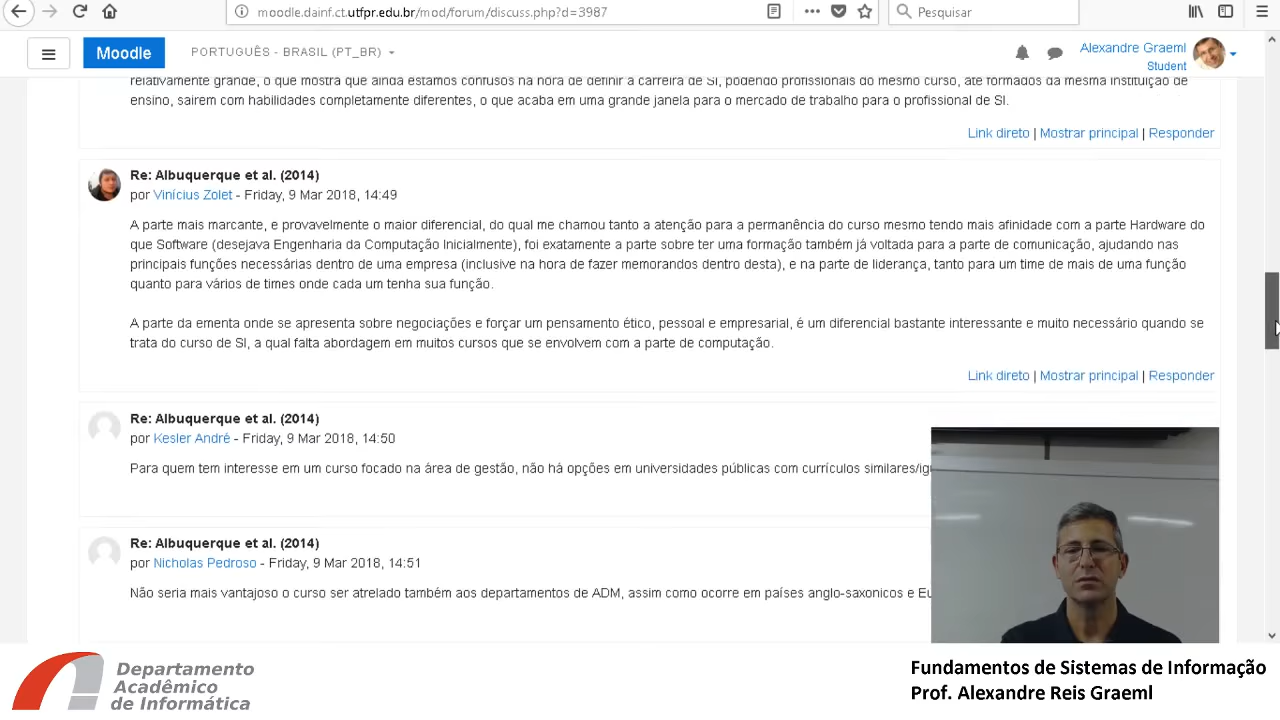 moodle.dainf.ct.utfpr.edu.br/mod/forum/discuss.php?d=3987
Pesquisar
Moodle
PORTUGUÊS - BRASIL (PT_BR)
Alexandre Graeml
Student
relativamente grande, o que mostra que ainda estamos confusos na hora de definir a carreira de SI, podendo profissionais do mesmo curso, até formados da mesma instituição de
ensino, sairem com habilidades completamente diferentes, o que acaba em uma grande janela para o mercado de trabalho para o profissional de SI.
Link direto | Mostrar principal | Responder
Re: Albuquerque et al. (2014)
por Vinícius Zolet - Friday, 9 Mar 2018, 14:49
A parte mais marcante, e provavelmente o maior diferencial, do qual me chamou tanto a atenção para a permanência do curso mesmo tendo mais afinidade com a parte Hardware do
que Software (desejava Engenharia da Computação Inicialmente), foi exatamente a parte sobre ter uma formação também já voltada para a parte de comunicação, ajudando nas
principais funções necessárias dentro de uma empresa (inclusive na hora de fazer memorandos dentro desta), e na parte de liderança, tanto para um time de mais de uma função
quanto para vários de times onde cada um tenha sua função.
A parte da ementa onde se apresenta sobre negociações e forçar um pensamento ético, pessoal e empresarial, é um diferencial bastante interessante e muito necessário quando se
trata do curso de SI, a qual falta abordagem em muitos cursos que se envolvem com a parte de computação.
Link direto | Mostrar principal | Responder
Re: Albuquerque et al. (2014)
por Kesler André - Friday, 9 Mar 2018, 14:50
Para quem tem interesse em um curso focado na área de gestão, não há opções em universidades públicas com currículos similares/ig
Re: Albuquerque et al. (2014)
por Nicholas Pedroso - Friday, 9 Mar 2018, 14:51
Não seria mais vantajoso o curso ser atrelado também aos departamentos de ADM, assim como ocorre em países anglo-saxonicos e E
Departamento
Acadêmico
de Informática
Fundamentos de Sistemas de Informação
Prof. Alexandre Reis Graeml